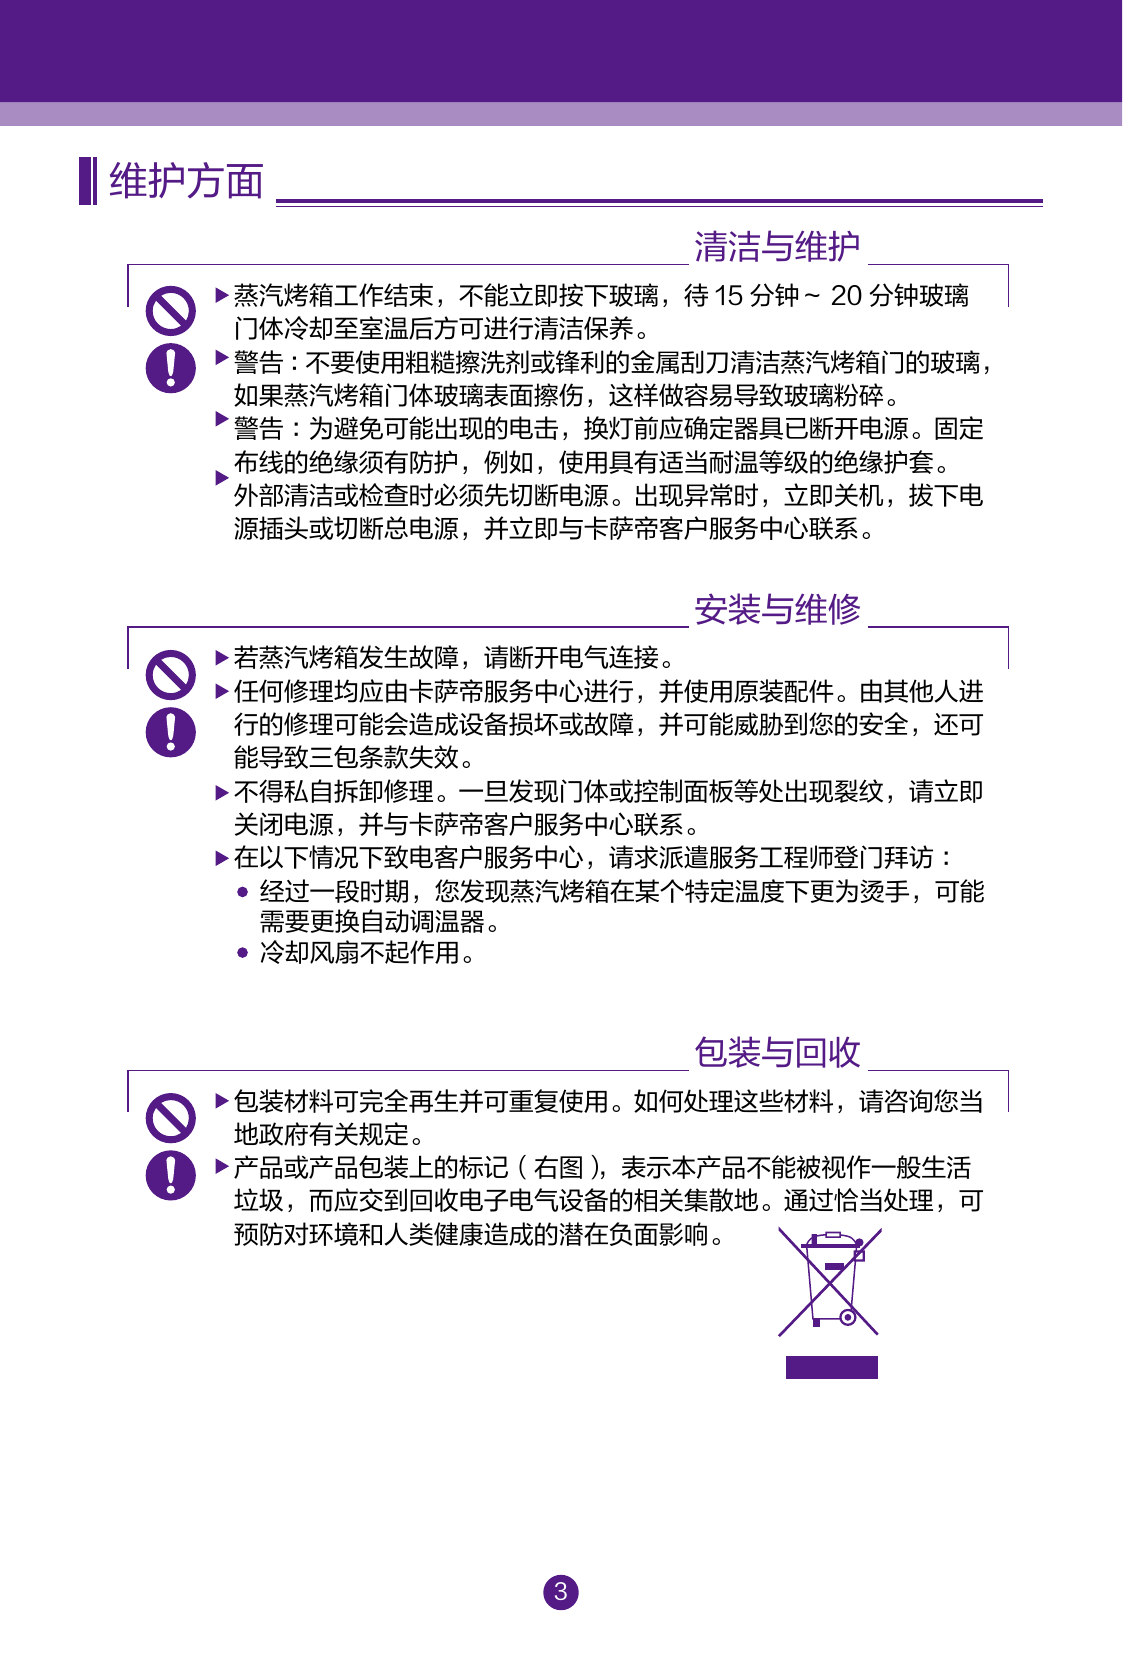 维护方面
清洁与维护
蒸汽烤箱工作结束，不能立即按下玻璃，待 15 分钟～ 20 分钟玻璃
门体冷却至室温后方可进行清洁保养。
警告：不要使用粗糙擦洗剂或锋利的金属刮刀清洁蒸汽烤箱门的玻璃，
如果蒸汽烤箱门体玻璃表面擦伤，这样做容易导致玻璃粉碎。
警告：为避免可能出现的电击，换灯前应确定器具已断开电源。固定
布线的绝缘须有防护，例如，使用具有适当耐温等级的绝缘护套。
外部清洁或检查时必须先切断电源。出现异常时，立即关机，拔下电
源插头或切断总电源，并立即与卡萨帝客户服务中心联系。
安装与维修
若蒸汽烤箱发生故障，请断开电气连接。
任何修理均应由卡萨帝服务中心进行，并使用原装配件。由其他人进
行的修理可能会造成设备损坏或故障，并可能威胁到您的安全，还可
能导致三包条款失效。
不得私自拆卸修理。一旦发现门体或控制面板等处出现裂纹，请立即
关闭电源，并与卡萨帝客户服务中心联系。
在以下情况下致电客户服务中心，请求派遣服务工程师登门拜访：
● 经过一段时期，您发现蒸汽烤箱在某个特定温度下更为烫手，可能
需要更换自动调温器。
● 冷却风扇不起作用。
包装与回收
包装材料可完全再生并可重复使用。如何处理这些材料，请咨询您当
地政府有关规定。
产品或产品包装上的标记（右图），表示本产品不能被视作一般生活
垃圾，而应交到回收电子电气设备的相关集散地。通过恰当处理，可
预防对环境和人类健康造成的潜在负面影响。
3